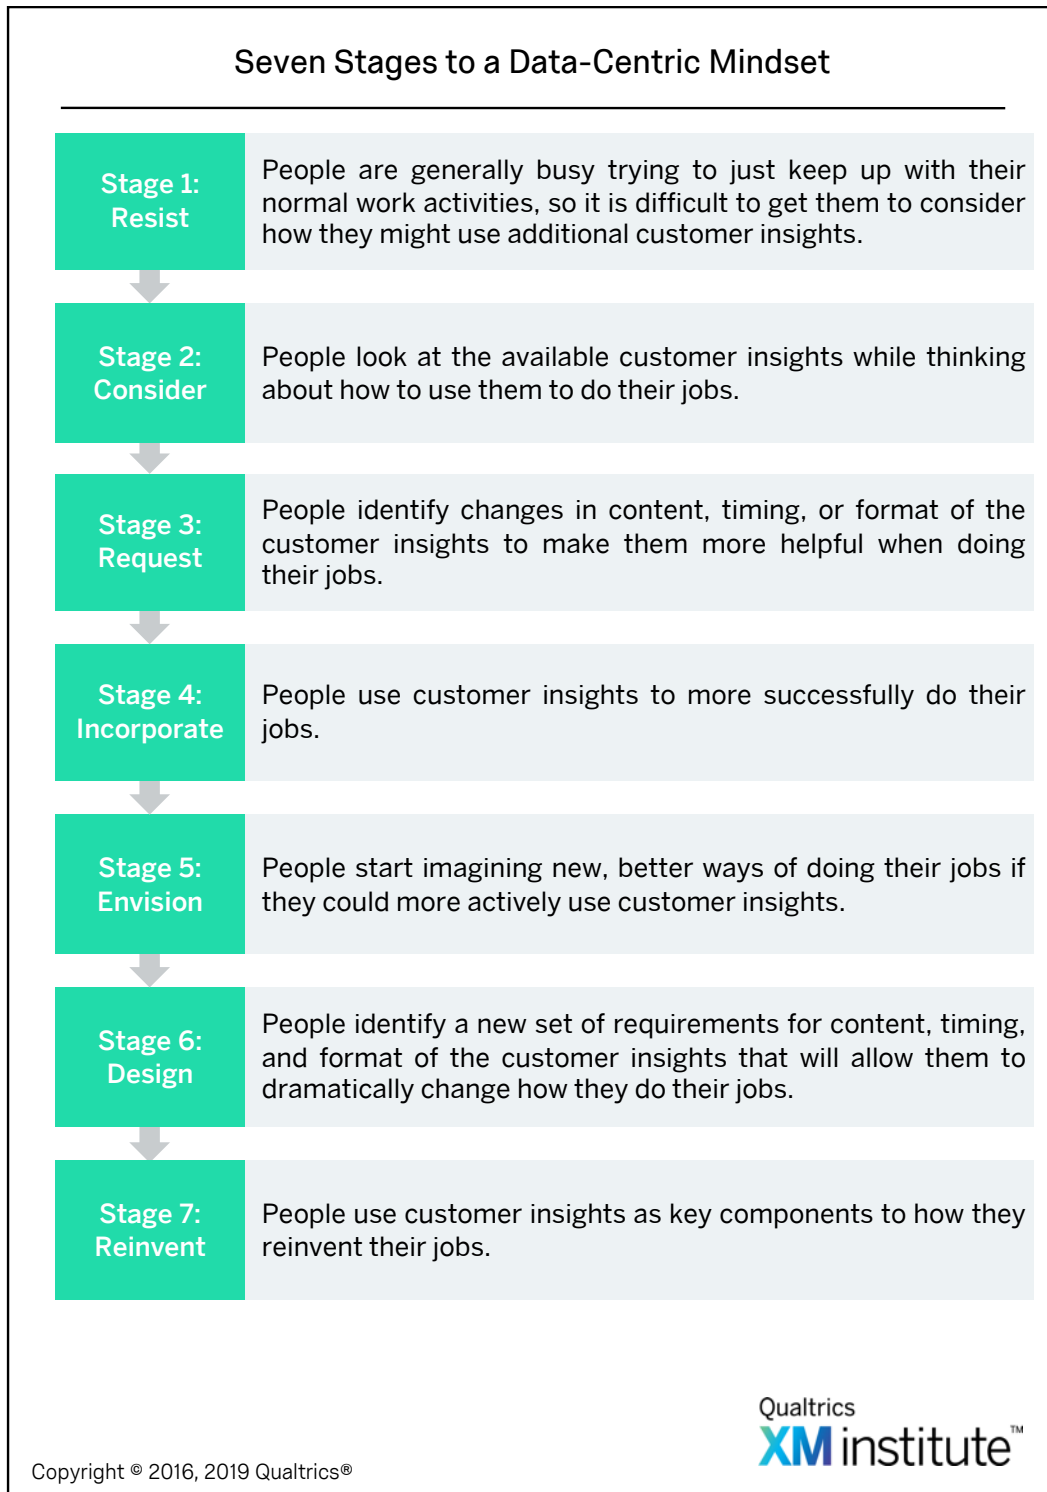 Seven Stages to a Data-Centric Mindset
Stage 1:
Resist
People are generally busy trying to just keep up with their
normal work activities, so it is difficult to get them to consider
how they might use additional customer insights.
Stage 2:
Consider
People look at the available customer insights while thinking
about how to use them to do their jobs.
Stage 3:
Request
People identify changes in content, timing, or format of the
customer insights to make them more helpful when doing
their jobs.
Stage 4:
Incorporate
People use customer insights to more successfully do their
jobs.
Stage 5:
Envision
People start imagining new, better ways of doing their jobs if
they could more actively use customer insights.
Stage 6:
Design
People identify a new set of requirements for content, timing,
and format of the customer insights that will allow them to
dramatically change how they do their jobs.
Stage 7:
Reinvent
People use customer insights as key components to how they
reinvent their jobs.
Qualtrics
XM institute™
Copyright © 2016, 2019 Qualtrics®